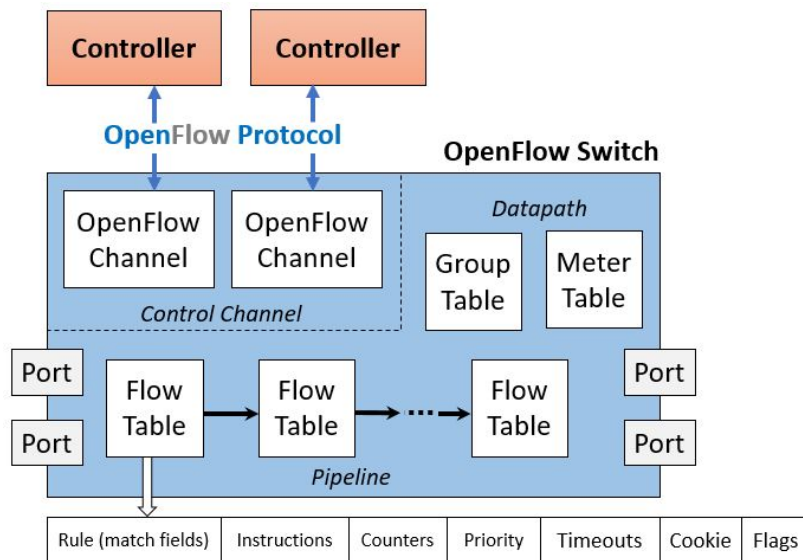 Controller
Controller
OpenFlow Protocol
OpenFlow Switch
OpenFlow
Channel
OpenFlow
Channel
Control Channel
Datapath
Group
Table
Meter
Table
Port
Port
Flow
Table
Flow
Table
Flow
Table
Port
Port
Pipeline
Rule (match fields)
Instructions
Counters
Priority
Timeouts
Cookie
Flags